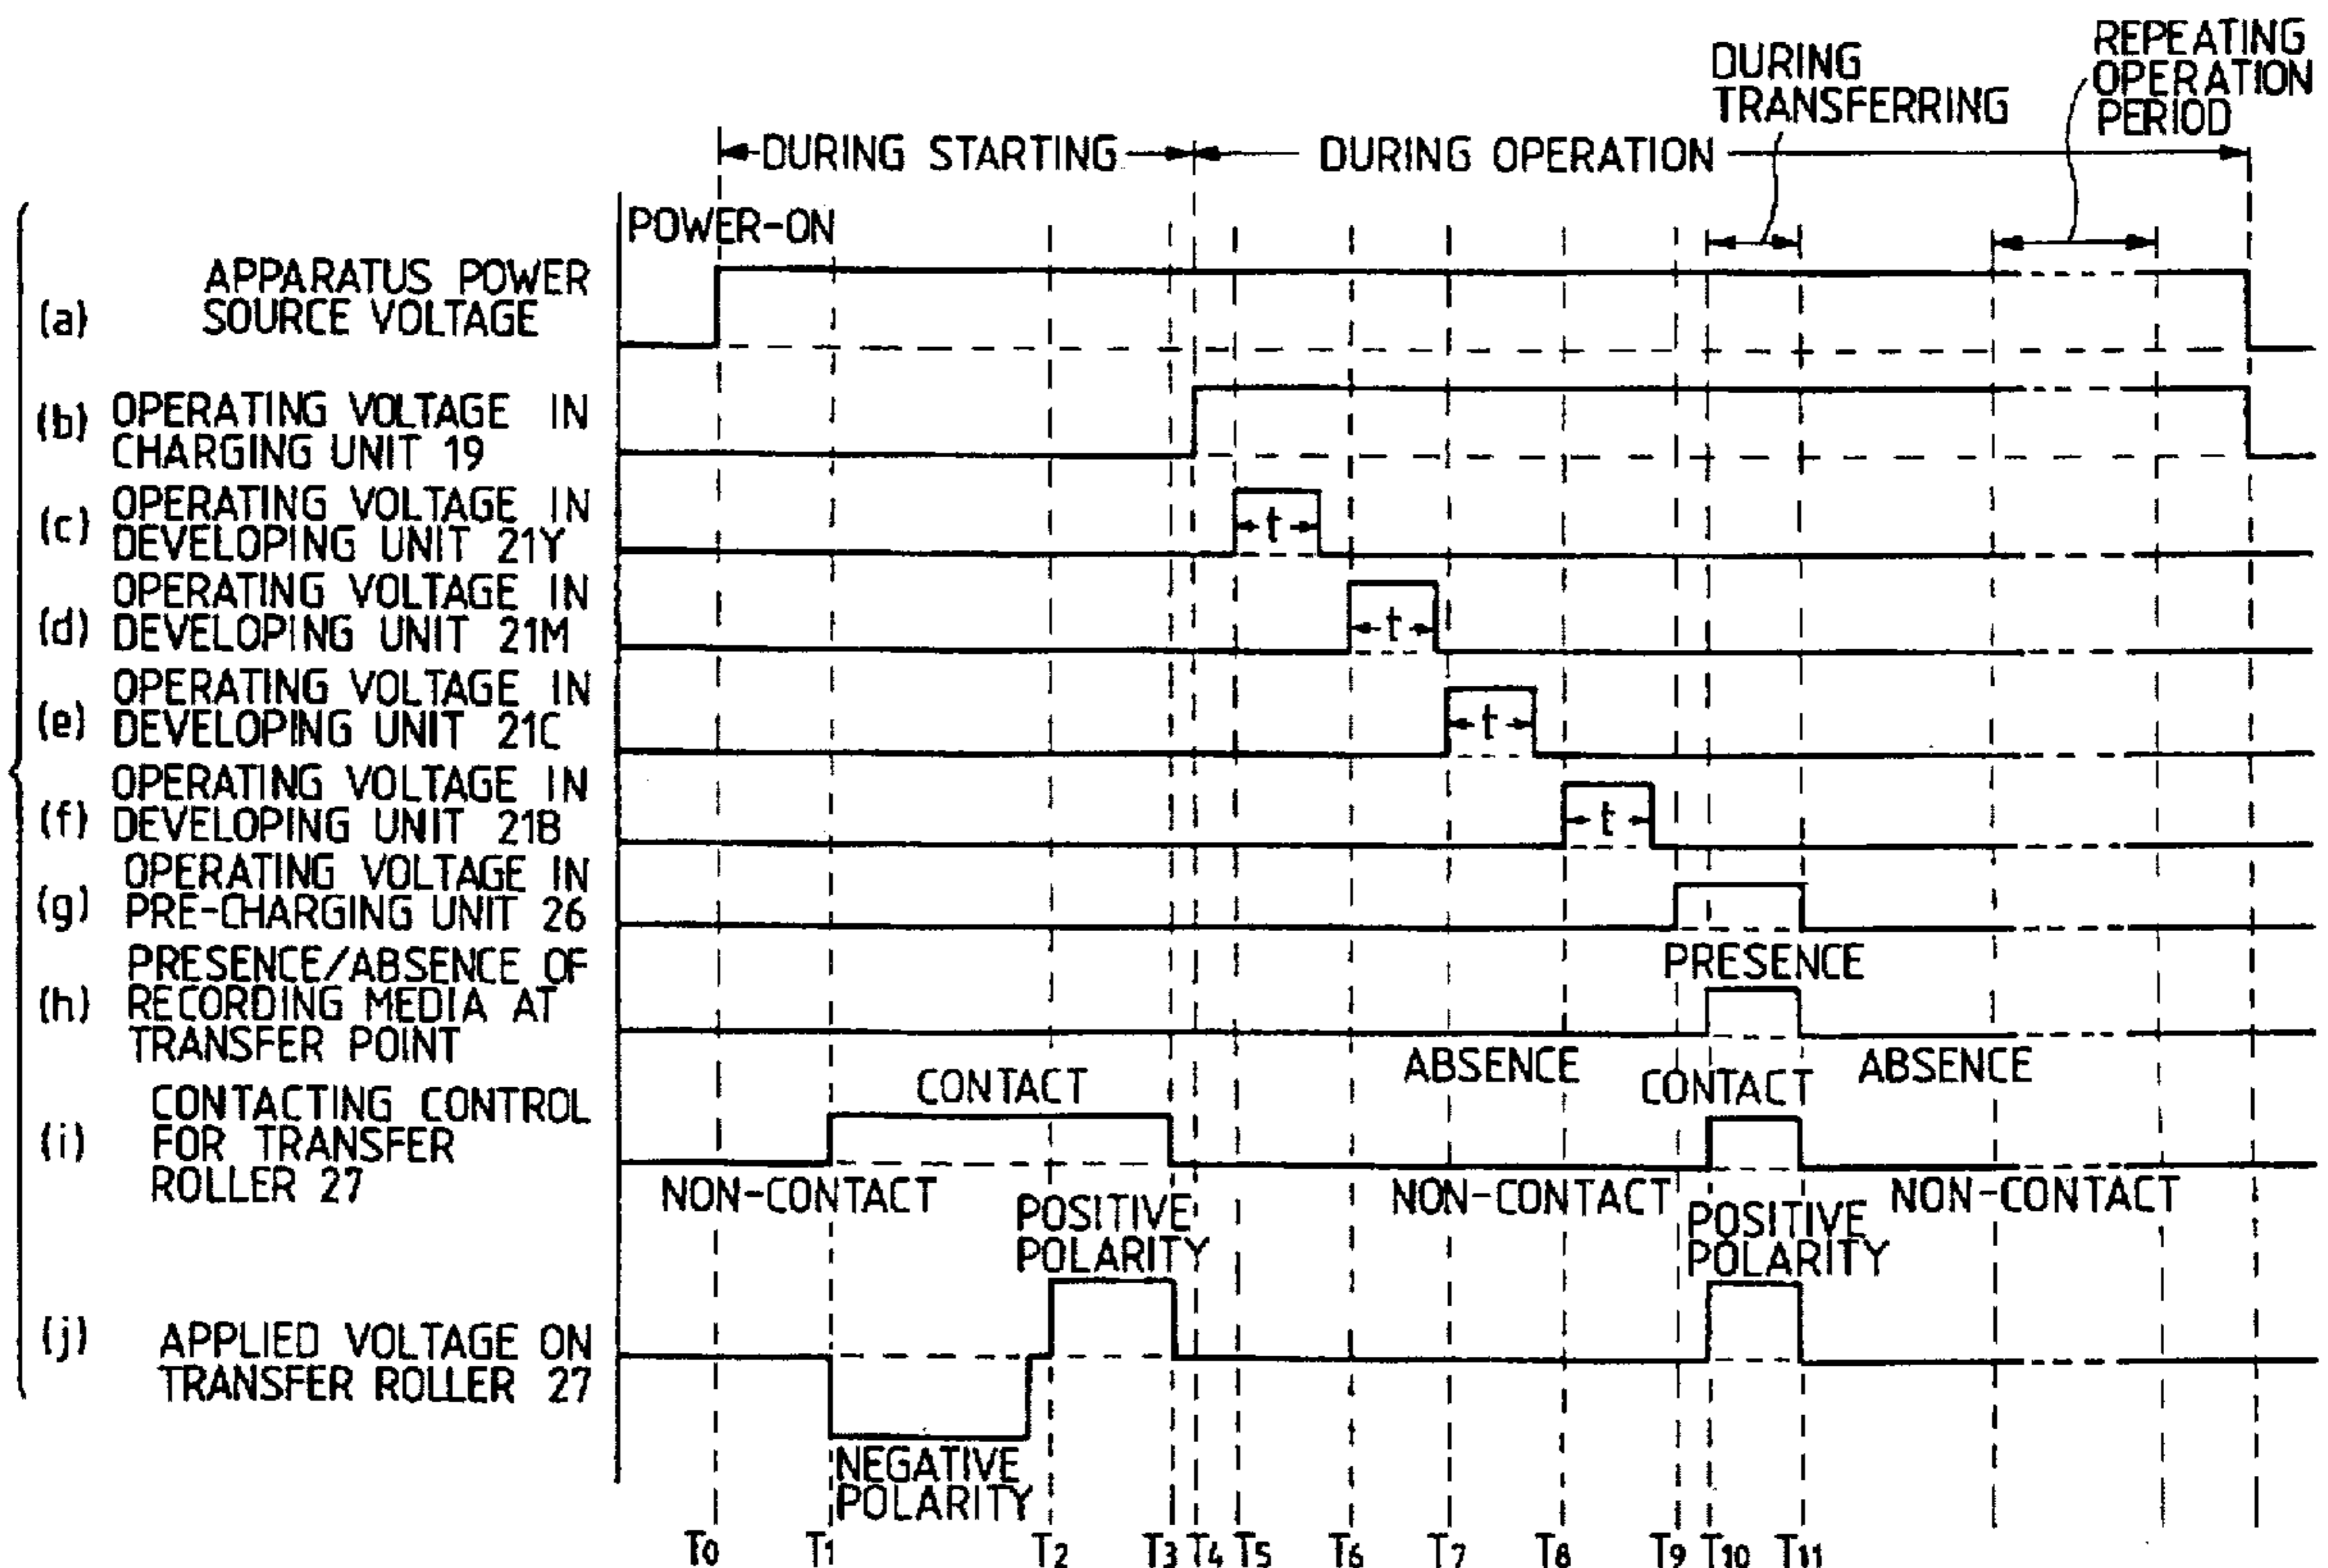 REPEATING
OPERATION
PERIOD
DURING
TRANSFERRING
DURING STARTING
DURING OPERATION
POWER-ON
(a) APPARATUS POWER
SOURCE VOLTAGE
(b) OPERATING VOLTAGE IN
CHARGING UNIT 19
(c) OPERATING VOLTAGE IN
DEVELOPING UNIT 21Y
t
(d) OPERATING VOLTAGE IN
DEVELOPING UNIT 21M
t
(e) OPERATING VOLTAGE IN
DEVELOPING UNIT 21C
t
(f) OPERATING VOLTAGE IN
DEVELOPING UNIT 21B
t
(g) OPERATING VOLTAGE IN
PRE-CHARGING UNIT 26
(h) PRESENCE/ABSENCE OF
RECORDING MEDIA AT
TRANSFER POINT
PRESENCE
ABSENCE
ABSENCE
(i) CONTACTING CONTROL
FOR TRANSFER
ROLLER 27
CONTACT
CONTACT
NON-CONTACT
NON-CONTACT
NON-CONTACT
(j) APPLIED VOLTAGE ON
TRANSFER ROLLER 27
POSITIVE
POLARITY
POSITIVE
POLARITY
NEGATIVE
POLARITY
T0 T1 T2 T3 T4 T5 T6 T7 T8 T9 T10 T11